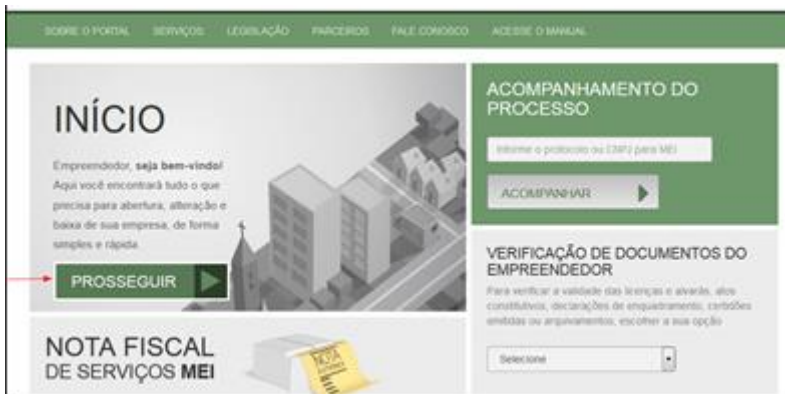 SOBRE O PORTAL SERVIÇOS LEGISLAÇÃO PARCEIROS FALE CONOSCO ACESSE O MANUAL
INÍCIO
Empreendedor, seja bem-vindo!
Aqui você encontrará tudo o que
precisa para abertura, alteração e
baixa de sua empresa, de forma
simples e rápida.
PROSSEGUIR
NOTA FISCAL
DE SERVIÇOS MEI
NOTA
ACOMPANHAMENTO DO
PROCESSO
Informe o protocolo ou CNPJ para MEI
ACOMPANHAR
VERIFICAÇÃO DE DOCUMENTOS DO
EMPREENDEDOR
Para verificar a validade das licenças e alvarás, atos
constitutivos, declarações de enquadramento, certidões
emitidas ou arquivamentos, escolher a sua opção
Selecione